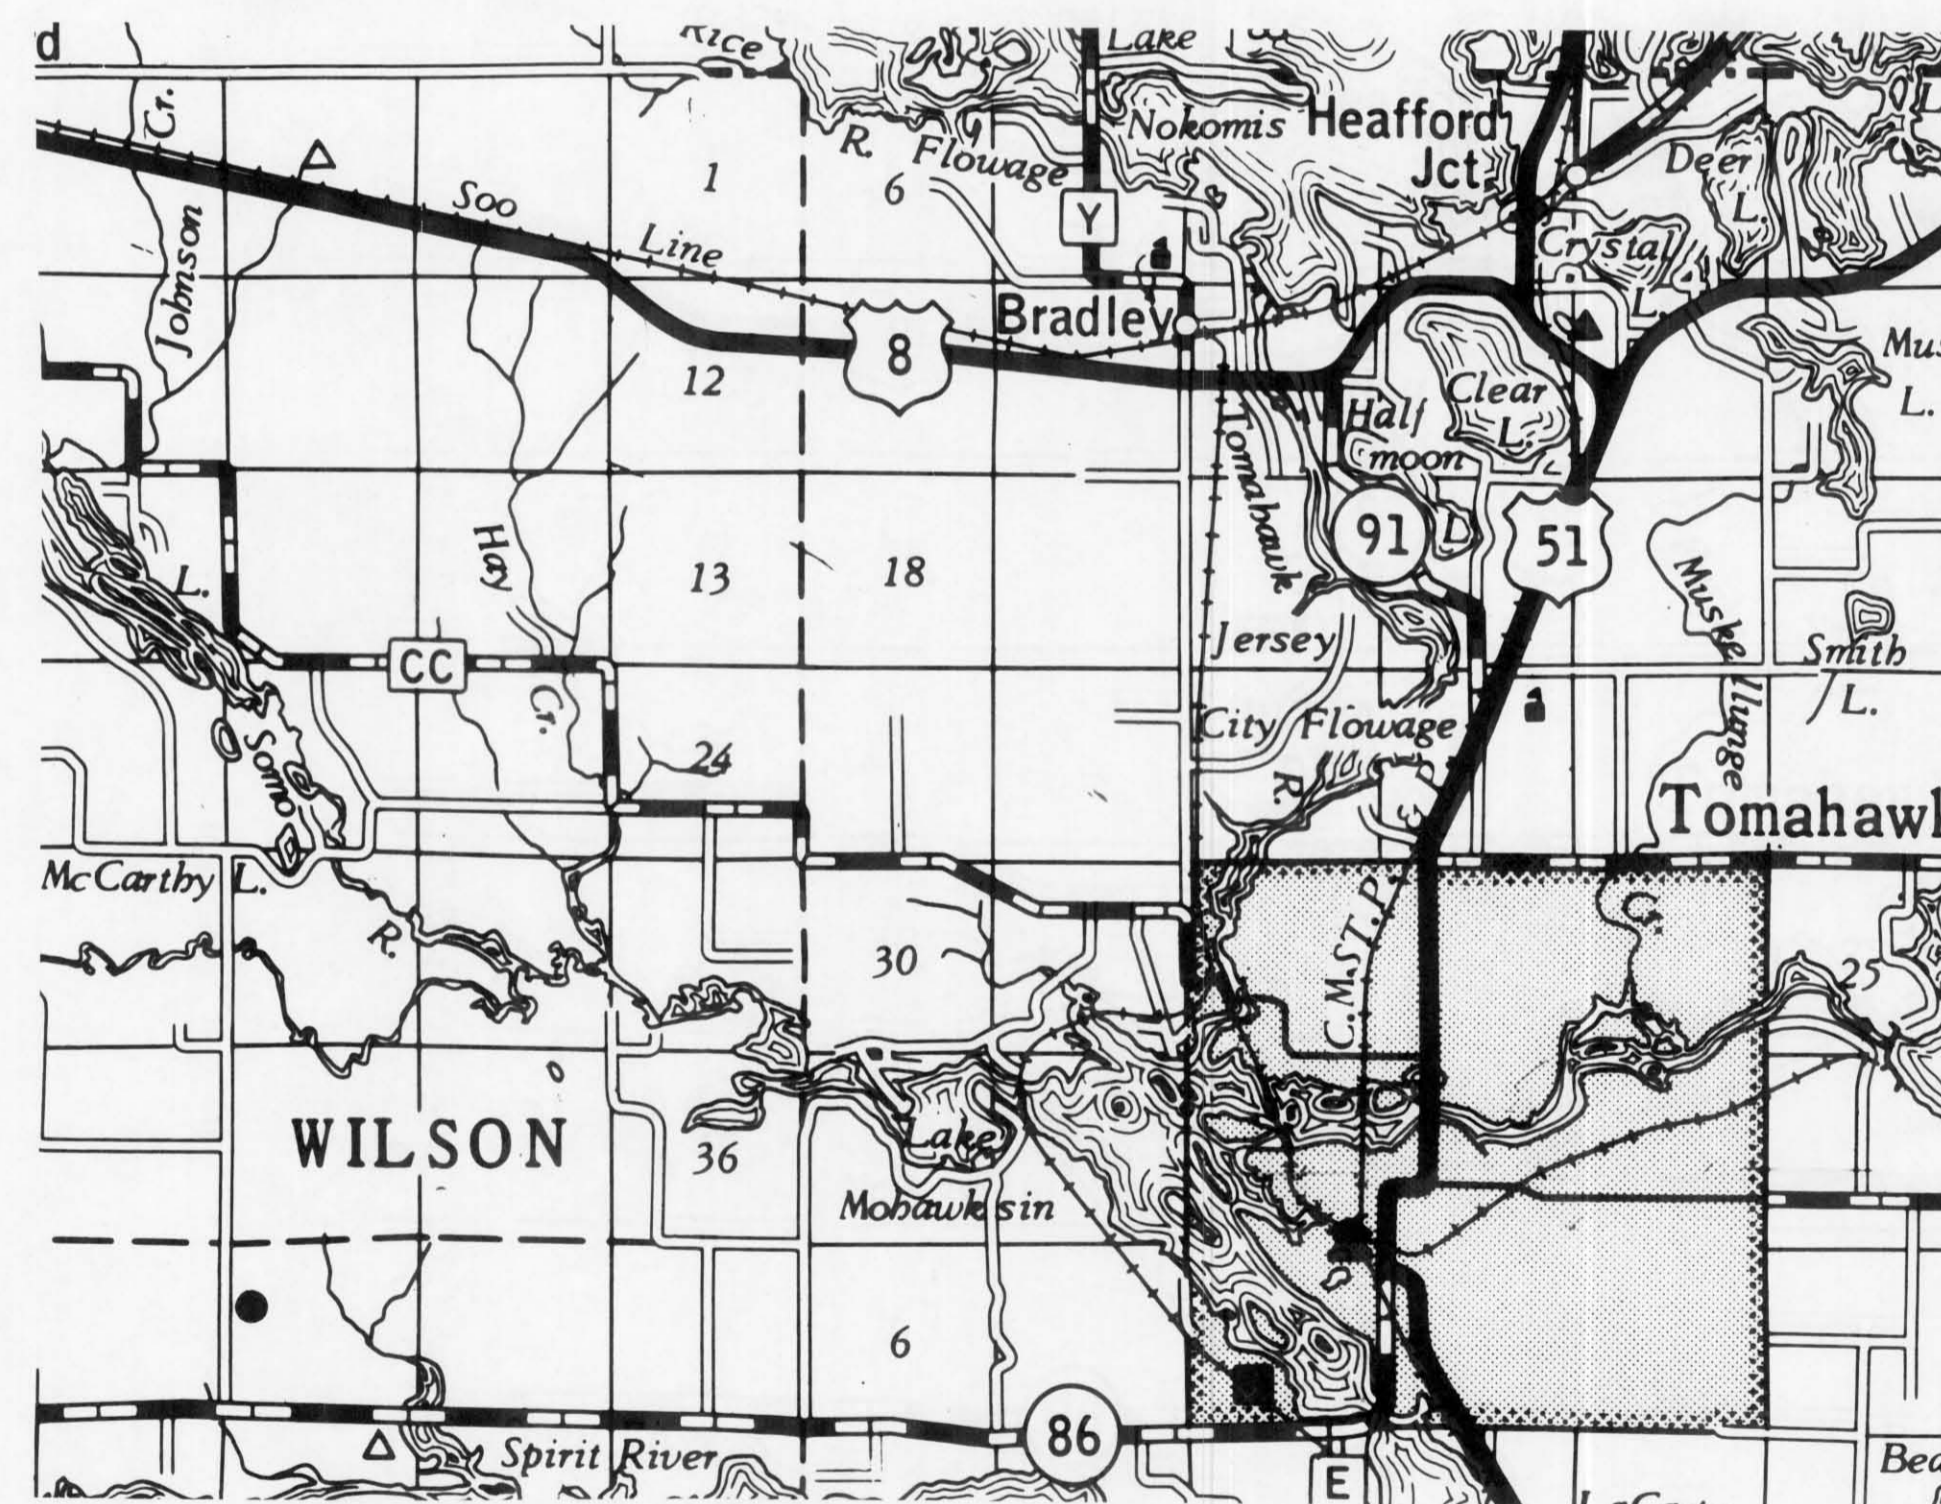 d
Rice
Lake
Cr.
Nokomis
Heafford
Jct.
R. Flowage
Deer
L.
1
6
Soo
Line
Y
Johnson
Crystal
L.
Bradley
8
12
Clear
L.
Half
moon
L.
L.
Tomahawk
91
51
Hay
13
18
L.
Muskellunge
Jersey
Smith
L.
CC
Cr.
City Flowage
24
Somo
R.
Tomahawk
McCarthy L.
Cr.
R.
30
C.M.ST.P.
25
WILSON
Lake
36
Mohawksin
6
86
Spirit River
E